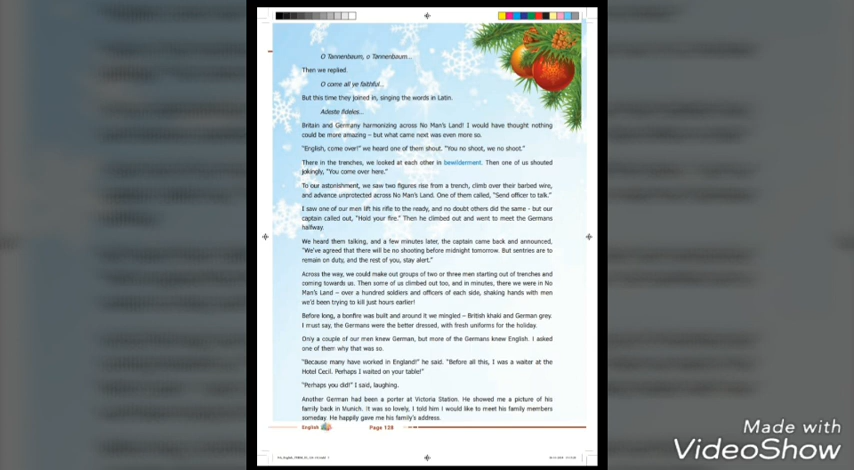 O Tannenbaum, o Tannenbaum...
Then we replied.
O come all ye faithful...
But this time they joined in, singing the words in Latin.
Adeste fideles...
Britain and Germany harmonizing across No Man's Land! I would have thought nothing
could be more amazing – but what came next was even more so.
"English, come over!" we heard one of them shout. "You no shoot, we no shoot."
There in the trenches, we looked at each other in bewilderment. Then one of us shouted
jokingly, "You come over here."
To our astonishment, we saw two figures rise from a trench, climb over their barbed wire,
and advance unprotected across No Man's Land. One of them called, "Send officer to talk."
I saw one of our men lift his rifle to the ready, and no doubt others did the same - but our
captain called out, "Hold your fire." Then he climbed out and went to meet the Germans
halfway.
We heard them talking, and a few minutes later, the captain came back and announced,
"We've agreed that there will be no shooting before midnight tomorrow. But sentries are to
remain on duty, and the rest of you, stay alert."
Across the way, we could make out groups of two or three men starting out of trenches and
coming towards us. Then some of us climbed out too, and in minutes, there we were in No
Man's Land – over a hundred soldiers and officers of each side, shaking hands with men
we'd been trying to kill just hours earlier!
Before long, a bonfire was built and around it we mingled – British khaki and German grey.
I must say, the Germans were the better dressed, with fresh uniforms for the holiday.
Only a couple of our men knew German, but more of the Germans knew English. I asked
one of them why that was so.
"Because many have worked in England!" he said. "Before all this, I was a waiter at the
Hotel Cecil. Perhaps I waited on your table!"
"Perhaps you did!" I said, laughing.
Another German had been a porter at Victoria Station. He showed me a picture of his
family back in Munich. It was so lovely, I told him I would like to meet his family members
someday. He happily gave me his family's address.
English Page 128
Made with
VideoShow